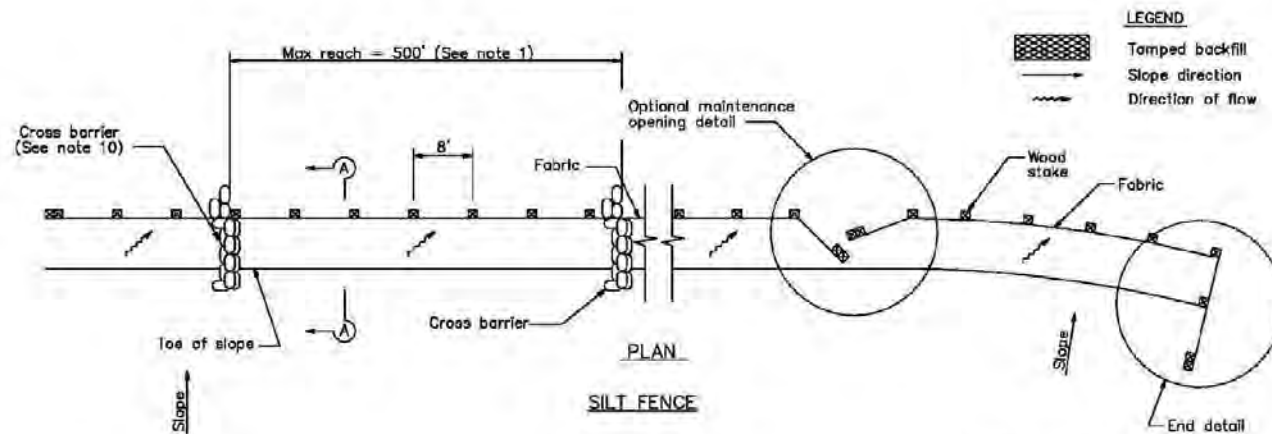 LEGEND
Tamped backfill
Slope direction
Direction of flow
Max reach = 500' (See note 1)
Optional maintenance
opening detail
Cross barrier
(See note 10)
A
8'
Fabric
Wood
stake
Fabric
Cross barrier
A
Toe of slope
PLAN
SILT FENCE
Slope
Slope
End detail